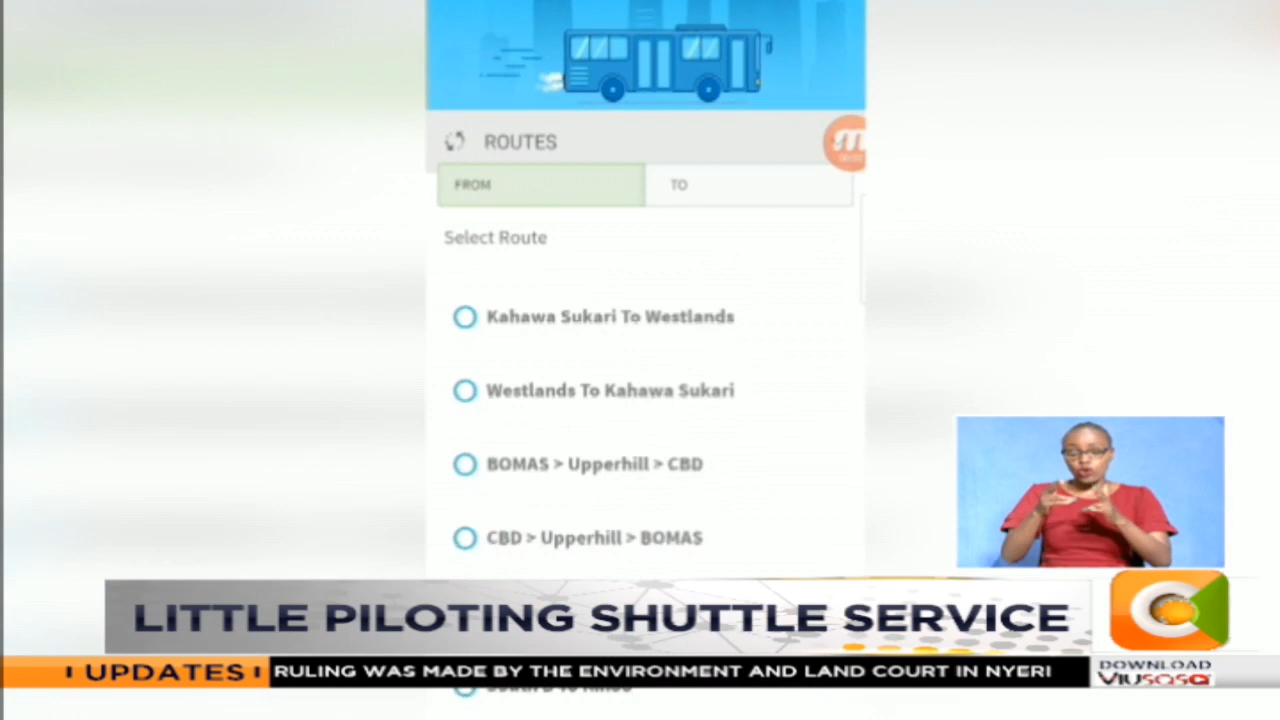 ROUTES
FROM
TO
Select Route
Kahawa Sukari To Westlands
Westlands To Kahawa Sukari
BOMAS > Upperhill > CBD
CBD > Upperhill > BOMAS
LITTLE PILOTING SHUTTLE SERVICE
UPDATES
RULING WAS MADE BY THE ENVIRONMENT AND LAND COURT IN NYERI
DOWNLOAD
VIUSASA